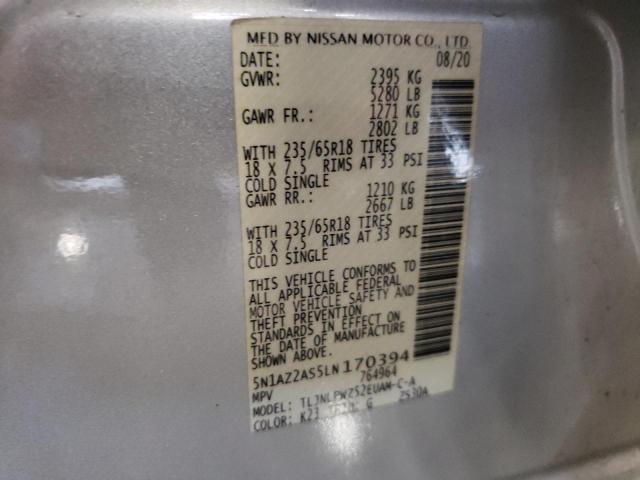 MFD BY NISSAN MOTOR CO., LTD.
DATE: 08/20
GVWR: 2395 KG
5280 LB
GAWR FR.: 1271 KG
2802 LB
WITH 235/65R18 TIRES
18 X 7.5 RIMS AT 33 PSI
COLD SINGLE
GAWR RR.: 1210 KG
2667 LB
WITH 235/65R18 TIRES
18 X 7.5 RIMS AT 33 PSI
COLD SINGLE
THIS VEHICLE CONFORMS TO
ALL APPLICABLE FEDERAL
MOTOR VEHICLE SAFETY AND
THEFT PREVENTION
STANDARDS IN EFFECT ON
THE DATE OF MANUFACTURE
SHOWN ABOVE.
5N1AZ2AS5LN170394
MPV 764964
MODEL: TLJNLPWZ52EUAM-C-A
COLOR: K23 G